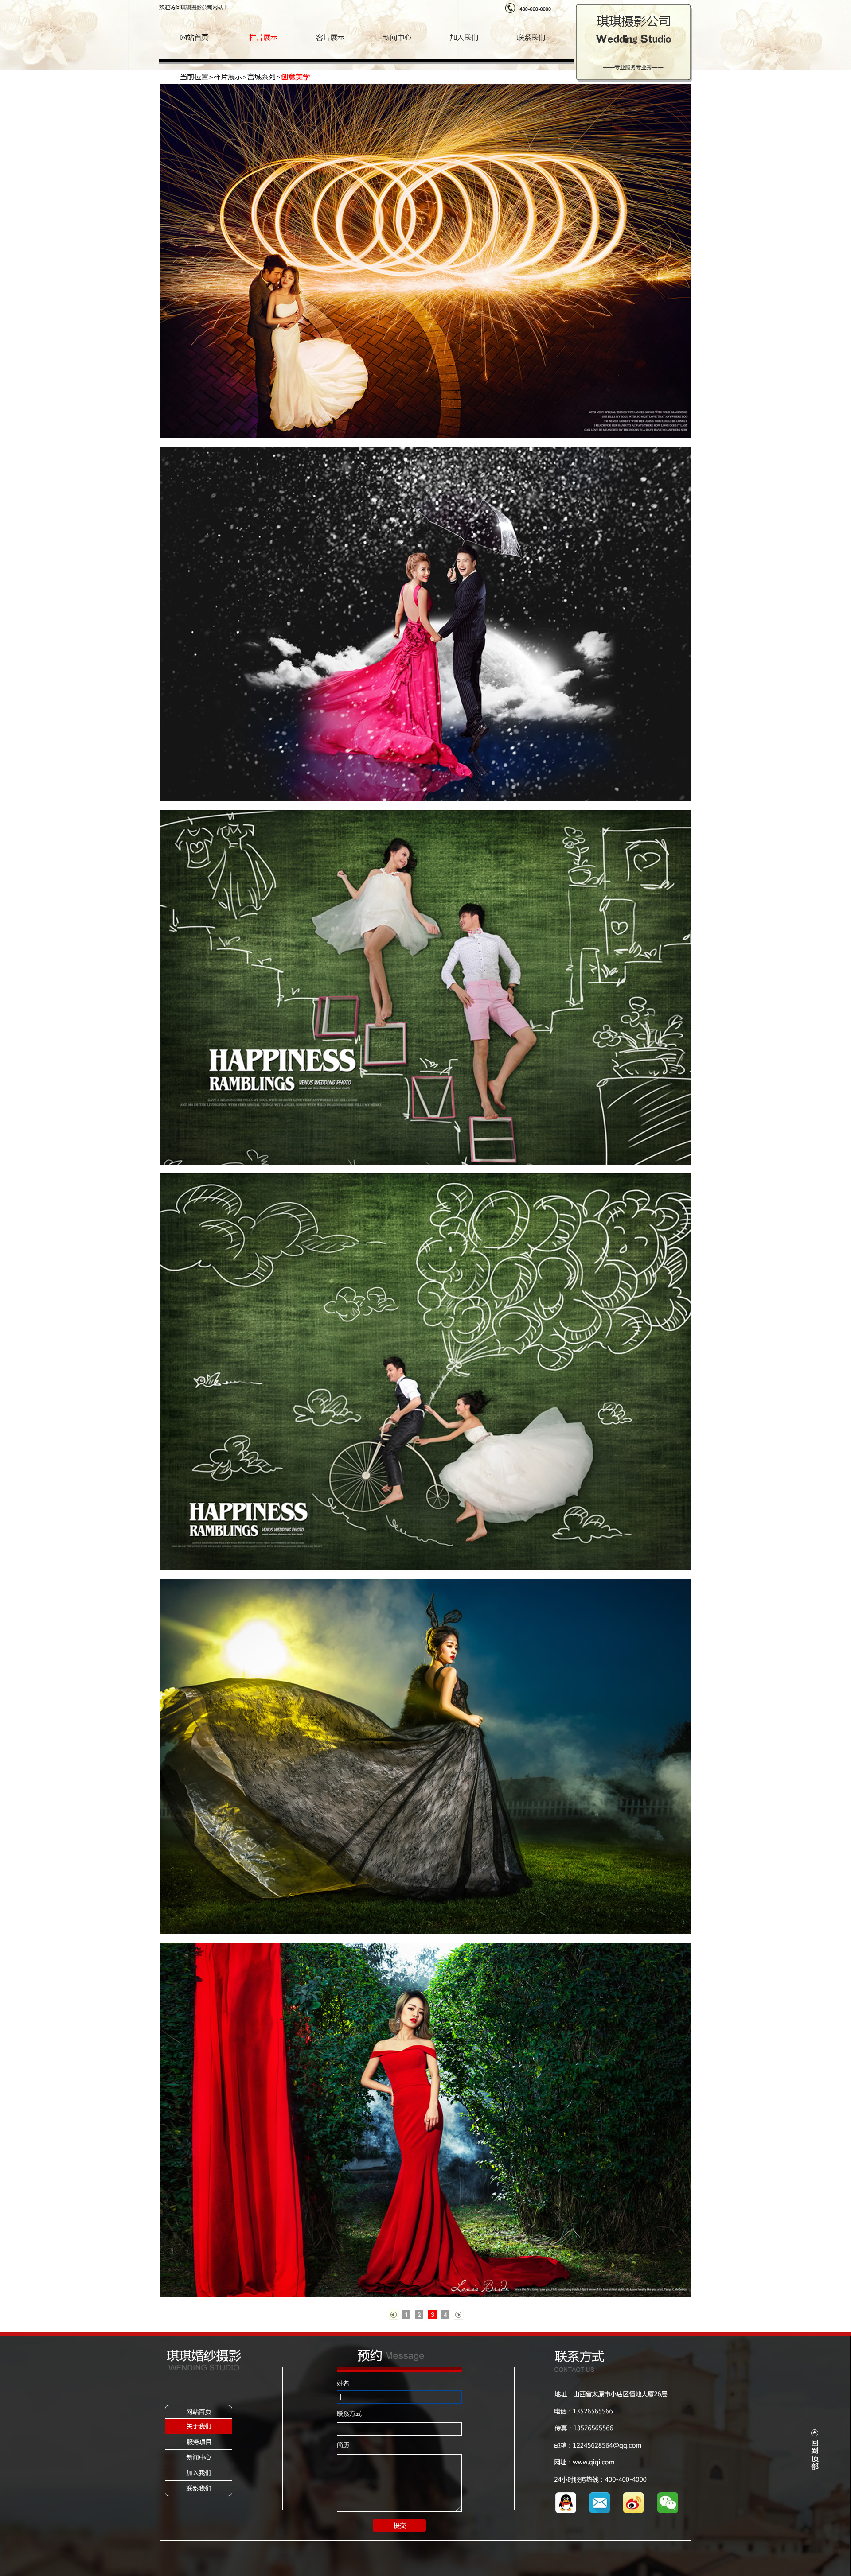 欢迎访问琪琪摄影公司网站！
400-000-0000
网站首页 样片展示 客片展示 新闻中心 加入我们 联系我们
琪琪摄影公司
Wedding Studio
——专业服务专业秀——
当前位置>样片展示>宫城系列>创意美学
HAPPINESS
RAMBLINGS VENUS WEDDING PHOTO
HAPPINESS
RAMBLINGS VENUS WEDDING PHOTO
Louis Bride
1 2 3 4
琪琪婚纱摄影
WENDING STUDIO
网站首页
关于我们
服务项目
新闻中心
加入我们
联系我们
预约 Message
姓名
联系方式
简历
提交
联系方式
CONTACT US
地址：山西省太原市小店区恒地大厦26层
电话：13526565566
传真：13526565566
邮箱：12245628564@qq.com
网址：www.qiqi.com
24小时服务热线：400-400-4000
回到顶部